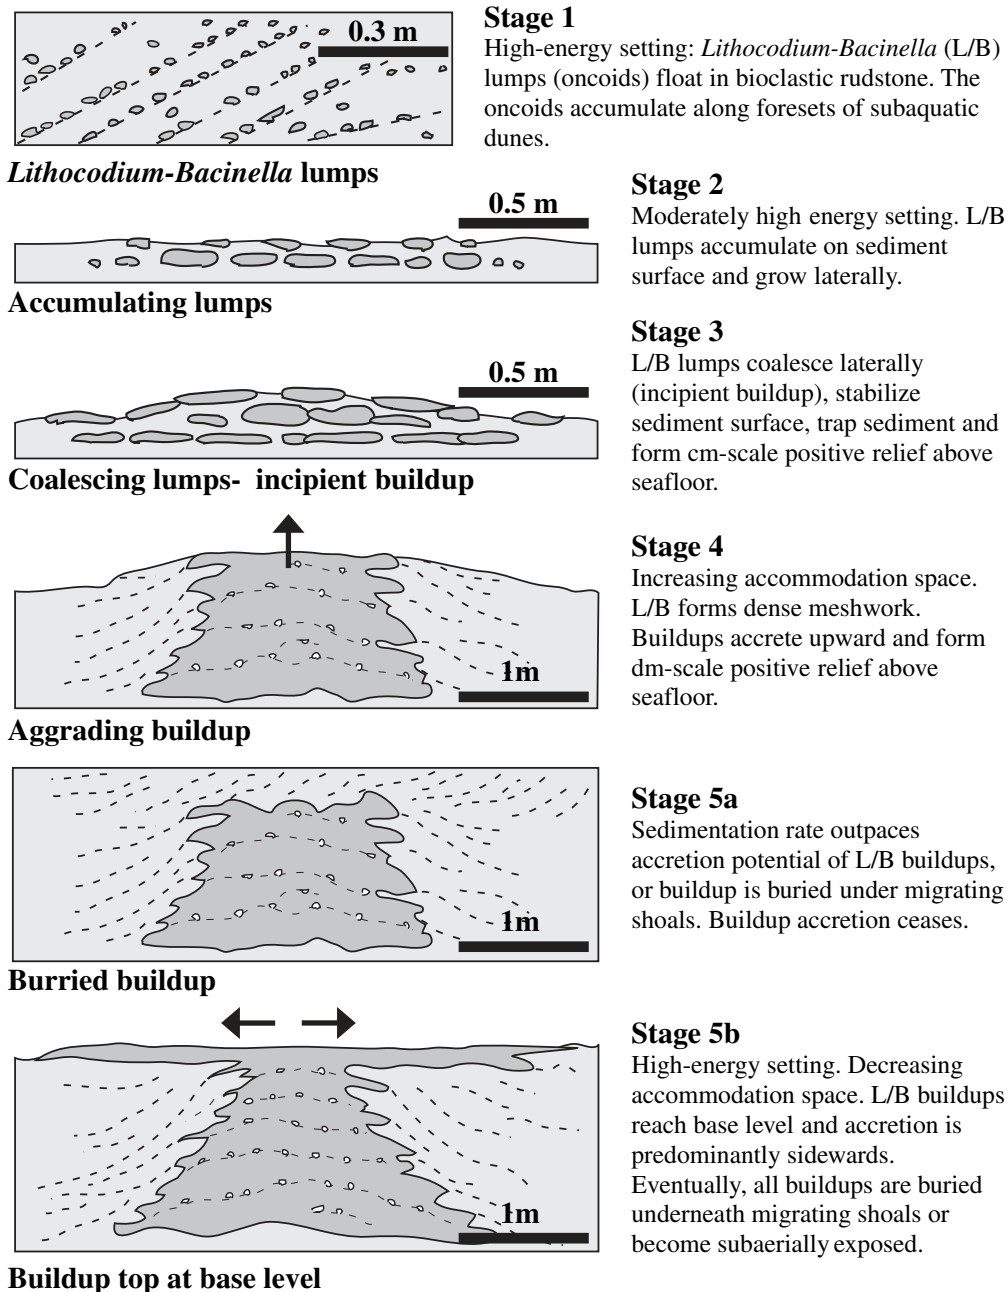 0.3 m
Stage 1
High-energy setting: Lithocodium-Bacinella (L/B)
lumps (oncoids) float in bioclastic rudstone. The
oncoids accumulate along foresets of subaquatic
dunes.
Lithocodium-Bacinella lumps
0.5 m
Stage 2
Moderately high energy setting. L/B
lumps accumulate on sediment
surface and grow laterally.
Accumulating lumps
0.5 m
Stage 3
L/B lumps coalesce laterally
(incipient buildup), stabilize
sediment surface, trap sediment and
form cm-scale positive relief above
seafloor.
Coalescing lumps- incipient buildup
1m
Stage 4
Increasing accommodation space.
L/B forms dense meshwork.
Buildups accrete upward and form
dm-scale positive relief above
seafloor.
Aggrading buildup
1m
Stage 5a
Sedimentation rate outpaces
accretion potential of L/B buildups,
or buildup is buried under migrating
shoals. Buildup accretion ceases.
Burried buildup
1m
Stage 5b
High-energy setting. Decreasing
accommodation space. L/B buildups
reach base level and accretion is
predominantly sidewards.
Eventually, all buildups are buried
underneath migrating shoals or
become subaerially exposed.
Buildup top at base level